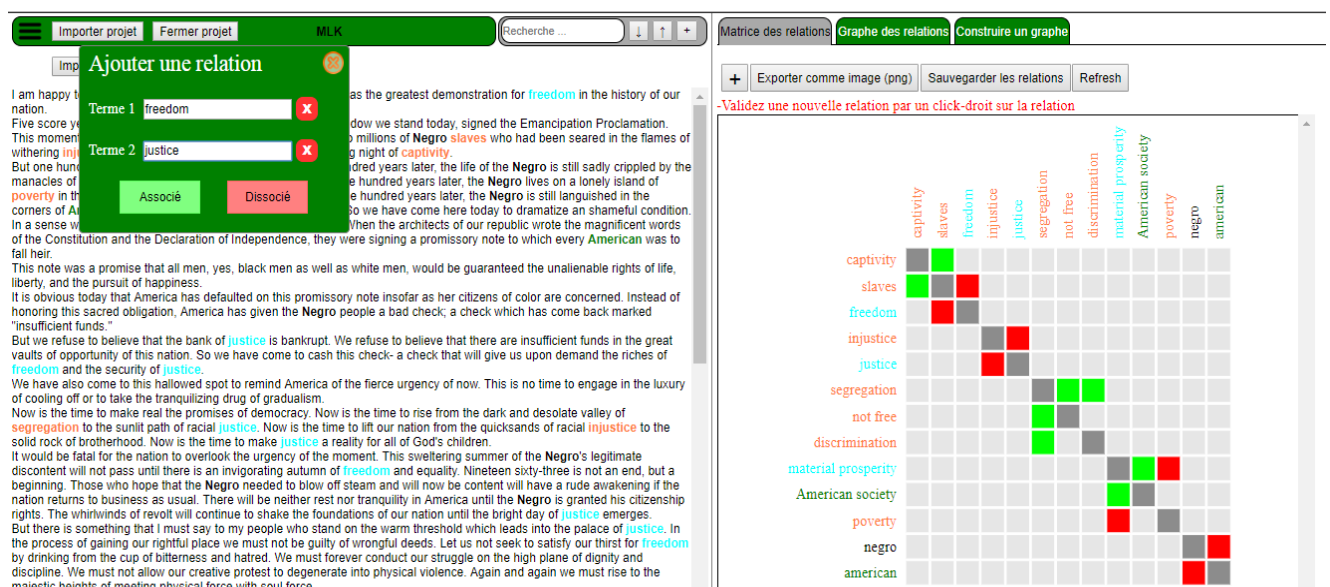 Importer projet Fermer projet MLK Recherche ... ↓ ↑ +
Imp
Ajouter une relation
Terme 1 freedom X
Terme 2 justice X
Associé Dissocié
I am happy t as the greatest demonstration for freedom in the history of our
nation.
Five score ye dow we stand today, signed the Emancipation Proclamation.
This momen millions of Negro slaves who had been seared in the flames of
withering inj g night of captivity.
But one hun dred years later, the life of the Negro is still sadly crippled by the
manacles of e hundred years later, the Negro lives on a lonely island of
poverty in th e hundred years later, the Negro is still languished in the
corners of A So we have come here today to dramatize an shameful condition.
In a sense w When the architects of our republic wrote the magnificent words
of the Constitution and the Declaration of Independence, they were signing a promissory note to which every American was to
fall heir.
This note was a promise that all men, yes, black men as well as white men, would be guaranteed the unalienable rights of life,
liberty, and the pursuit of happiness.
It is obvious today that America has defaulted on this promissory note insofar as her citizens of color are concerned. Instead of
honoring this sacred obligation, America has given the Negro people a bad check; a check which has come back marked
"insufficient funds."
But we refuse to believe that the bank of justice is bankrupt. We refuse to believe that there are insufficient funds in the great
vaults of opportunity of this nation. So we have come to cash this check- a check that will give us upon demand the riches of
freedom and the security of justice.
We have also come to this hallowed spot to remind America of the fierce urgency of now. This is no time to engage in the luxury
of cooling off or to take the tranquilizing drug of gradualism.
Now is the time to make real the promises of democracy. Now is the time to rise from the dark and desolate valley of
segregation to the sunlit path of racial justice. Now is the time to lift our nation from the quicksands of racial injustice to the
solid rock of brotherhood. Now is the time to make justice a reality for all of God's children.
It would be fatal for the nation to overlook the urgency of the moment. This sweltering summer of the Negro's legitimate
discontent will not pass until there is an invigorating autumn of freedom and equality. Nineteen sixty-three is not an end, but a
beginning. Those who hope that the Negro needed to blow off steam and will now be content will have a rude awakening if the
nation returns to business as usual. There will be neither rest nor tranquility in America until the Negro is granted his citizenship
rights. The whirlwinds of revolt will continue to shake the foundations of our nation until the bright day of justice emerges.
But there is something that I must say to my people who stand on the warm threshold which leads into the palace of justice. In
the process of gaining our rightful place we must not be guilty of wrongful deeds. Let us not seek to satisfy our thirst for freedom
by drinking from the cup of bitterness and hatred. We must forever conduct our struggle on the high plane of dignity and
discipline. We must not allow our creative protest to degenerate into physical violence. Again and again we must rise to the
majestic heights of meeting physical force with soul force.
Matrice des relations Graphe des relations Construire un graphe
+ Exporter comme image (png) Sauvegarder les relations Refresh
-Validez une nouvelle relation par un click-droit sur la relation
captivity
slaves
freedom
injustice
justice
segregation
not free
discrimination
material prosperity
American society
poverty
negro
american
captivity
slaves
freedom
injustice
justice
segregation
not free
discrimination
material prosperity
American society
poverty
negro
american